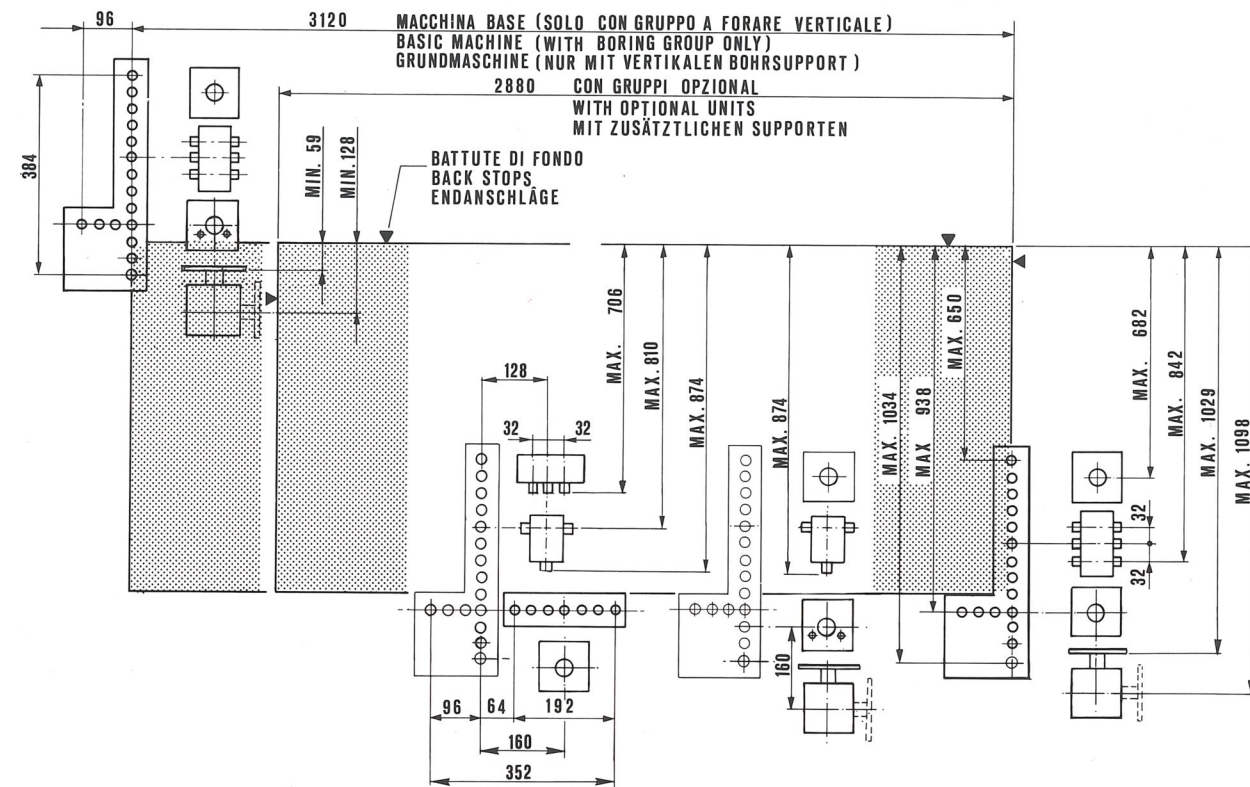 96
3120 MACCHINA BASE (SOLO CON GRUPPO A FORARE VERTICALE)
BASIC MACHINE (WITH BORING GROUP ONLY)
GRUNDMASCHINE (NUR MIT VERTIKALEN BOHRSUPPORT)
2880 CON GRUPPI OPZIONAL
WITH OPTIONAL UNITS
MIT ZUSÄTZTLICHEN SUPPORTEN
384
MIN. 59
MIN. 128
BATTUTE DI FONDO
BACK STOPS
ENDANSCHLÂGE
128
32 32
MAX. 706
MAX. 810
MAX. 874
MAX. 874
MAX. 1034
MAX 938
MAX. 650
MAX. 682
MAX. 842
MAX. 1029
MAX. 1098
32
32
160
96 64 192
160
352